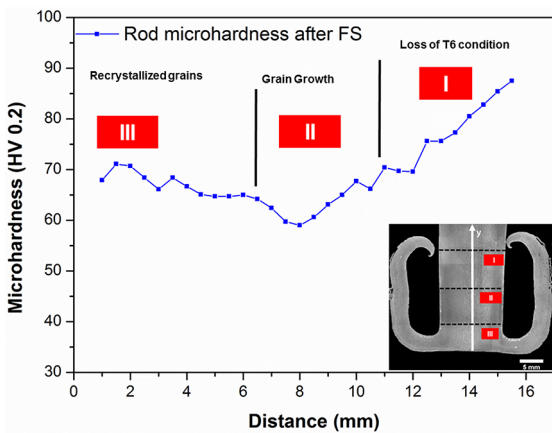 100
90
80
70
60
50
40
30
Microhardness (HV 0.2)
Rod microhardness after FS
Loss of T6 condition
Recrystallized grains
Grain Growth
I
III
II
y
I
II
III
5 mm
0
2
4
6
8
10
12
14
16
18
Distance (mm)